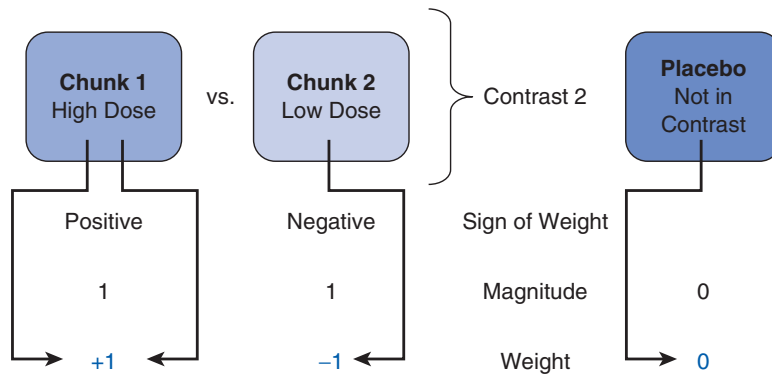 Chunk 1
High Dose
vs.
Chunk 2
Low Dose
Contrast 2
Placebo
Not in
Contrast
Positive
Negative
Sign of Weight
1
1
Magnitude
0
+1
−1
Weight
0